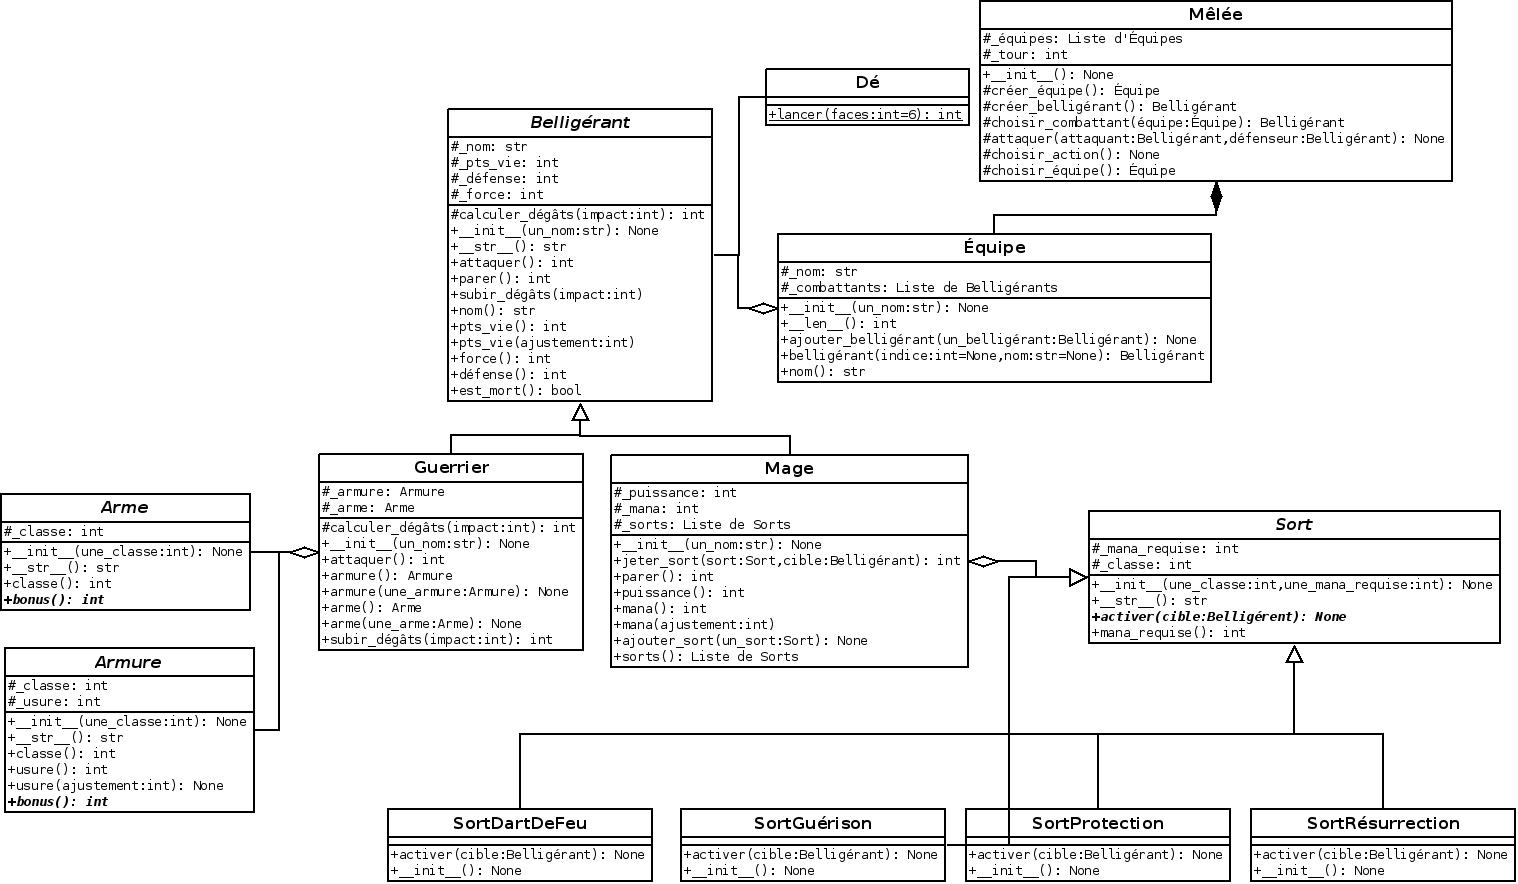 Mêlée
#_équipes: Liste d'Équipes
#_tour: int
+__init__(): None
#créer_équipe(): Équipe
#créer_belligérant(): Belligérant
#choisir_combattant(équipe:Équipe): Belligérant
#attaquer(attaquant:Belligérant,défenseur:Belligérant): None
#choisir_action(): None
#choisir_équipe(): Équipe
Dé
+lancer(faces:int=6): int
Belligérant
#_nom: str
#_pts_vie: int
#_défense: int
#_force: int
#calculer_dégâts(impact:int): int
+__init__(un_nom:str): None
+__str__(): str
+attaquer(): int
+parer(): int
+subir_dégâts(impact:int)
+nom(): str
+pts_vie(): int
+pts_vie(ajustement:int)
+force(): int
+défense(): int
+est_mort(): bool
Équipe
#_nom: str
#_combattants: Liste de Belligérants
+__init__(un_nom:str): None
+__len__(): int
+ajouter_belligérant(un_belligérant:Belligérant): None
+belligérant(indice:int=None,nom:str=None): Belligérant
+nom(): str
Guerrier
#_armure: Armure
#_arme: Arme
#calculer_dégâts(impact:int): int
+__init__(un_nom:str): None
+attaquer(): int
+armure(): Armure
+armure(une_armure:Armure): None
+arme(): Arme
+arme(une_arme:Arme): None
+subir_dégâts(impact:int): int
Mage
#_puissance: int
#_mana: int
#_sorts: Liste de Sorts
+__init__(un_nom:str): None
+jeter_sort(sort:Sort,cible:Belligérant): int
+parer(): int
+puissance(): int
+mana(): int
+mana(ajustement:int)
+ajouter_sort(un_sort:Sort): None
+sorts(): Liste de Sorts
Arme
#_classe: int
+__init__(une_classe:int): None
+__str__(): str
+classe(): int
+bonus(): int
Sort
#_mana_requise: int
#_classe: int
+__init__(une_classe:int,une_mana_requise:int): None
+__str__(): str
+activer(cible:Belligérent): None
+mana_requise(): int
Armure
#_classe: int
#_usure: int
+__init__(une_classe:int): None
+__str__(): str
+classe(): int
+usure(): int
+usure(ajustement:int): None
+bonus(): int
SortDartDeFeu
+activer(cible:Belligérant): None
+__init__(): None
SortGuérison
+activer(cible:Belligérant): None
+__init__(): None
SortProtection
+activer(cible:Belligérant): None
+__init__(): None
SortRésurrection
+activer(cible:Belligérant): None
+__init__(): None